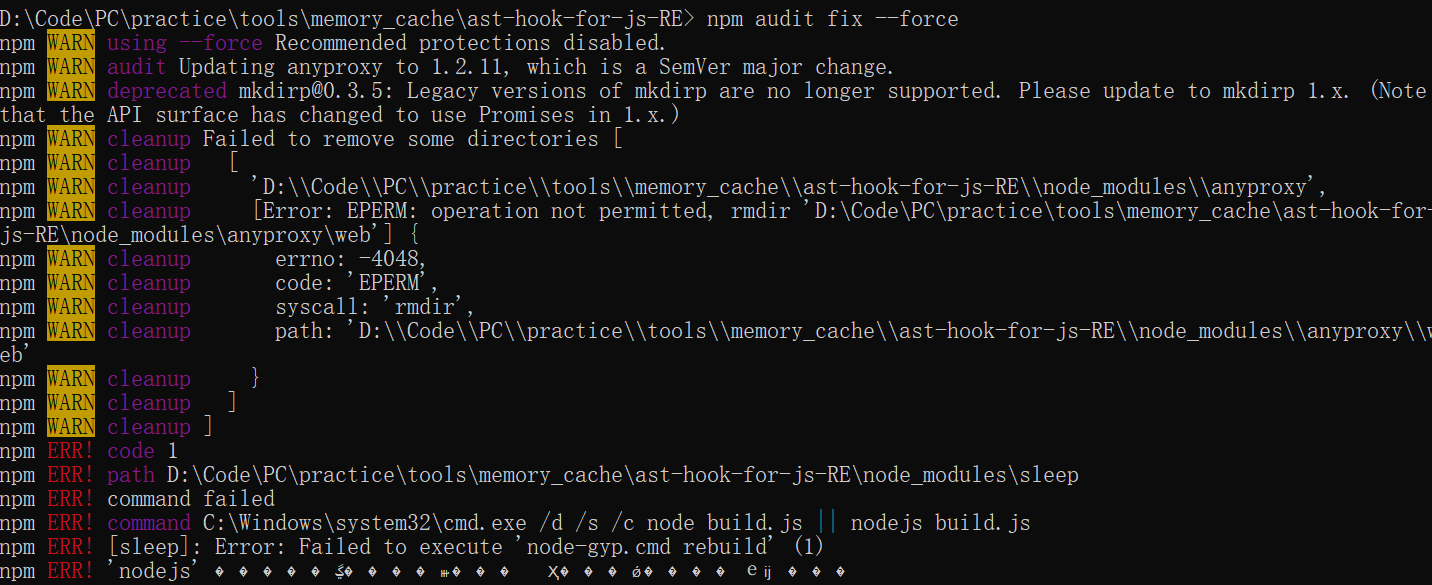 D:\Code\PC\practice\tools\memory_cache\ast-hook-for-js-RE> npm audit fix --force
npm WARN using --force Recommended protections disabled.
npm WARN audit Updating anyproxy to 1.2.11, which is a SemVer major change.
npm WARN deprecated mkdirp@0.3.5: Legacy versions of mkdirp are no longer supported. Please update to mkdirp 1.x. (Note
that the API surface has changed to use Promises in 1.x.)
npm WARN cleanup Failed to remove some directories [
npm WARN cleanup   [
npm WARN cleanup     'D:\\Code\\PC\\practice\\tools\\memory_cache\\ast-hook-for-js-RE\\node_modules\\anyproxy',
npm WARN cleanup     [Error: EPERM: operation not permitted, rmdir 'D:\Code\PC\practice\tools\memory_cache\ast-hook-for-
js-RE\node_modules\anyproxy\web'] {
npm WARN cleanup       errno: -4048,
npm WARN cleanup       code: 'EPERM',
npm WARN cleanup       syscall: 'rmdir',
npm WARN cleanup       path: 'D:\\Code\\PC\\practice\\tools\\memory_cache\\ast-hook-for-js-RE\\node_modules\\anyproxy\\w
eb'
npm WARN cleanup     }
npm WARN cleanup   ]
npm WARN cleanup ]
npm ERR! code 1
npm ERR! path D:\Code\PC\practice\tools\memory_cache\ast-hook-for-js-RE\node_modules\sleep
npm ERR! command failed
npm ERR! command C:\Windows\system32\cmd.exe /d /s /c node build.js || nodejs build.js
npm ERR! [sleep]: Error: Failed to execute 'node-gyp.cmd rebuild' (1)
npm ERR! 'nodejs'